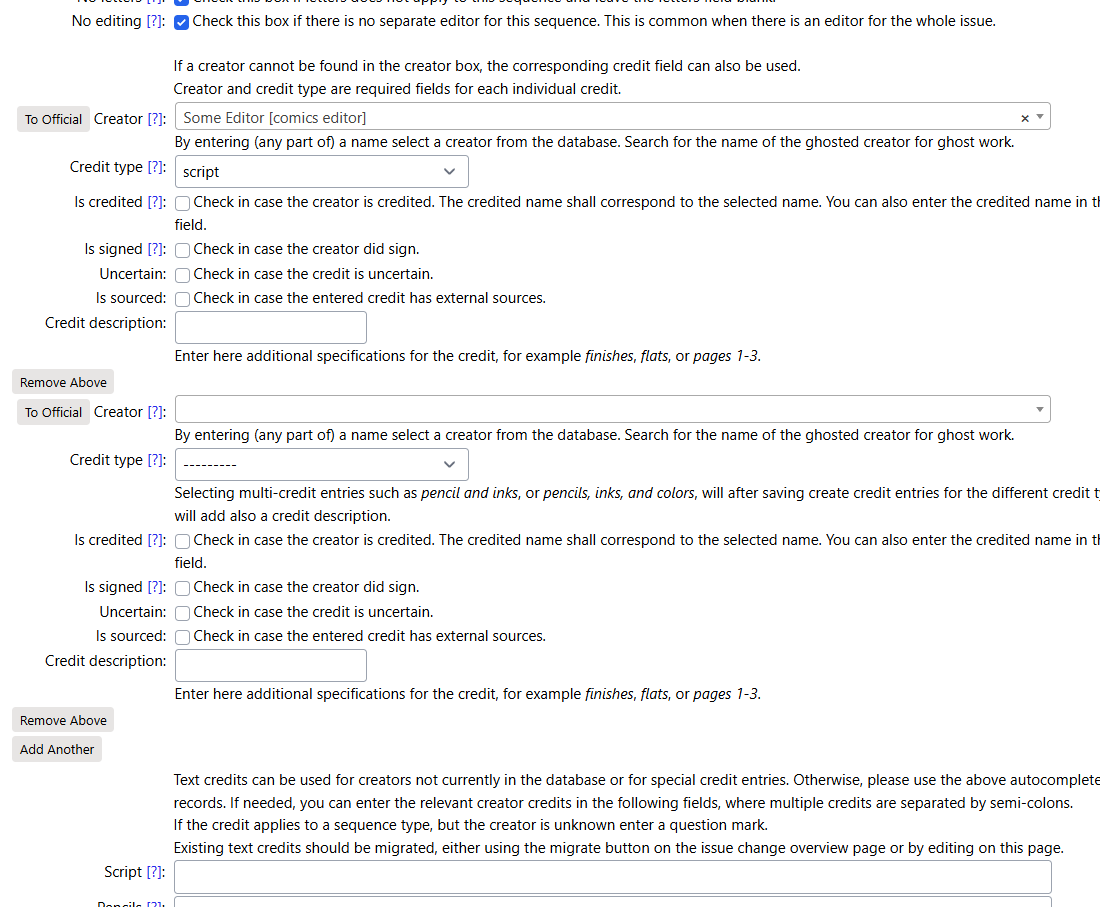 No editing [?]: Check this box if there is no separate editor for this sequence. This is common when there is an editor for the whole issue.
If a creator cannot be found in the creator box, the corresponding credit field can also be used.
Creator and credit type are required fields for each individual credit.
To Official Creator [?]: Some Editor [comics editor] ×
By entering (any part of) a name select a creator from the database. Search for the name of the ghosted creator for ghost work.
Credit type [?]: script
Is credited [?]: Check in case the creator is credited. The credited name shall correspond to the selected name. You can also enter the credited name in
field.
Is signed [?]: Check in case the creator did sign.
Uncertain: Check in case the credit is uncertain.
Is sourced: Check in case the entered credit has external sources.
Credit description:
Enter here additional specifications for the credit, for example finishes, flats, or pages 1-3.
Remove Above
To Official Creator [?]:
By entering (any part of) a name select a creator from the database. Search for the name of the ghosted creator for ghost work.
Credit type [?]: ---------
Selecting multi-credit entries such as pencil and inks, or pencils, inks, and colors, will after saving create credit entries for the different credit
will add also a credit description.
Is credited [?]: Check in case the creator is credited. The credited name shall correspond to the selected name. You can also enter the credited name in
field.
Is signed [?]: Check in case the creator did sign.
Uncertain: Check in case the credit is uncertain.
Is sourced: Check in case the entered credit has external sources.
Credit description:
Enter here additional specifications for the credit, for example finishes, flats, or pages 1-3.
Remove Above
Add Another
Text credits can be used for creators not currently in the database or for special credit entries. Otherwise, please use the above autocomplete
records. If needed, you can enter the relevant creator credits in the following fields, where multiple credits are separated by semi-colons.
If the credit applies to a sequence type, but the creator is unknown enter a question mark.
Existing text credits should be migrated, either using the migrate button on the issue change overview page or by editing on this page.
Script [?]: